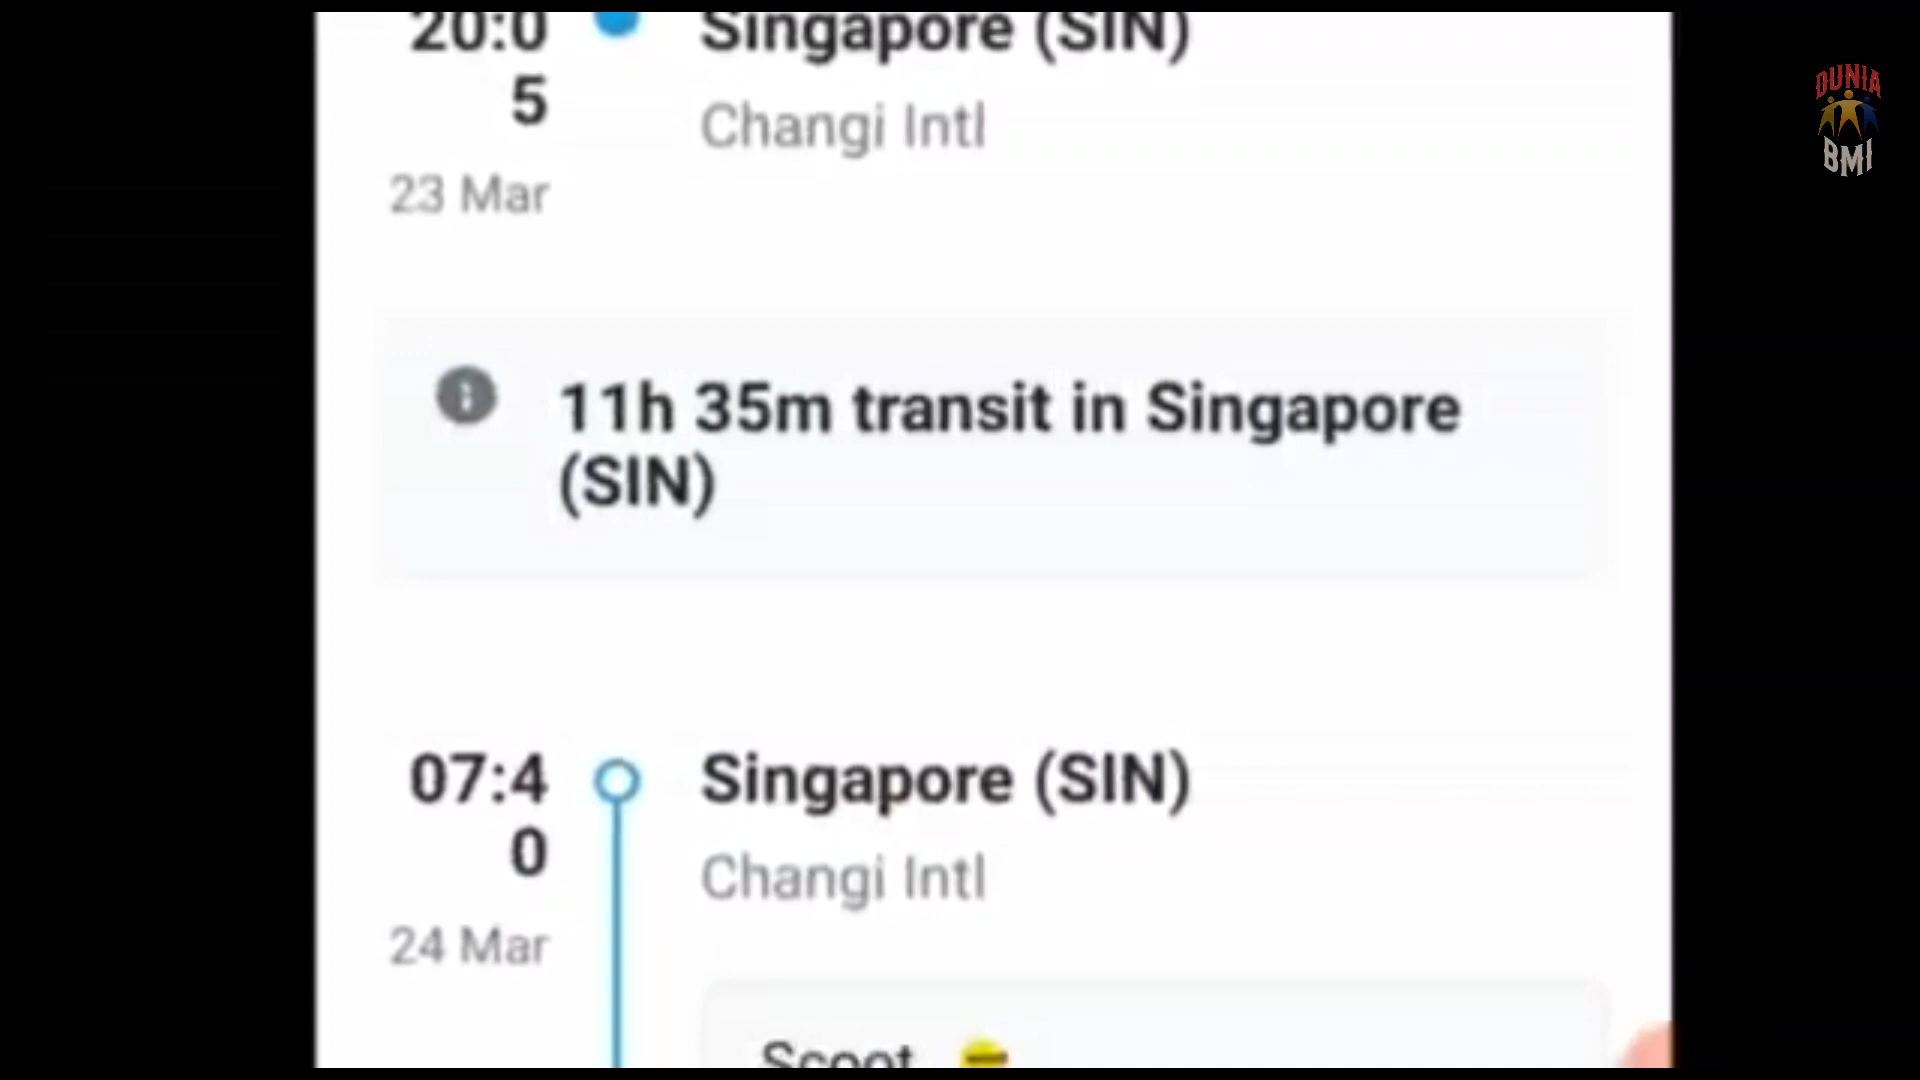 20:0
5
Singapore (SIN)
Changi Intl
23 Mar
11h 35m transit in Singapore
(SIN)
07:4
0
Singapore (SIN)
Changi Intl
24 Mar
Scoot
DUNIA
BMI